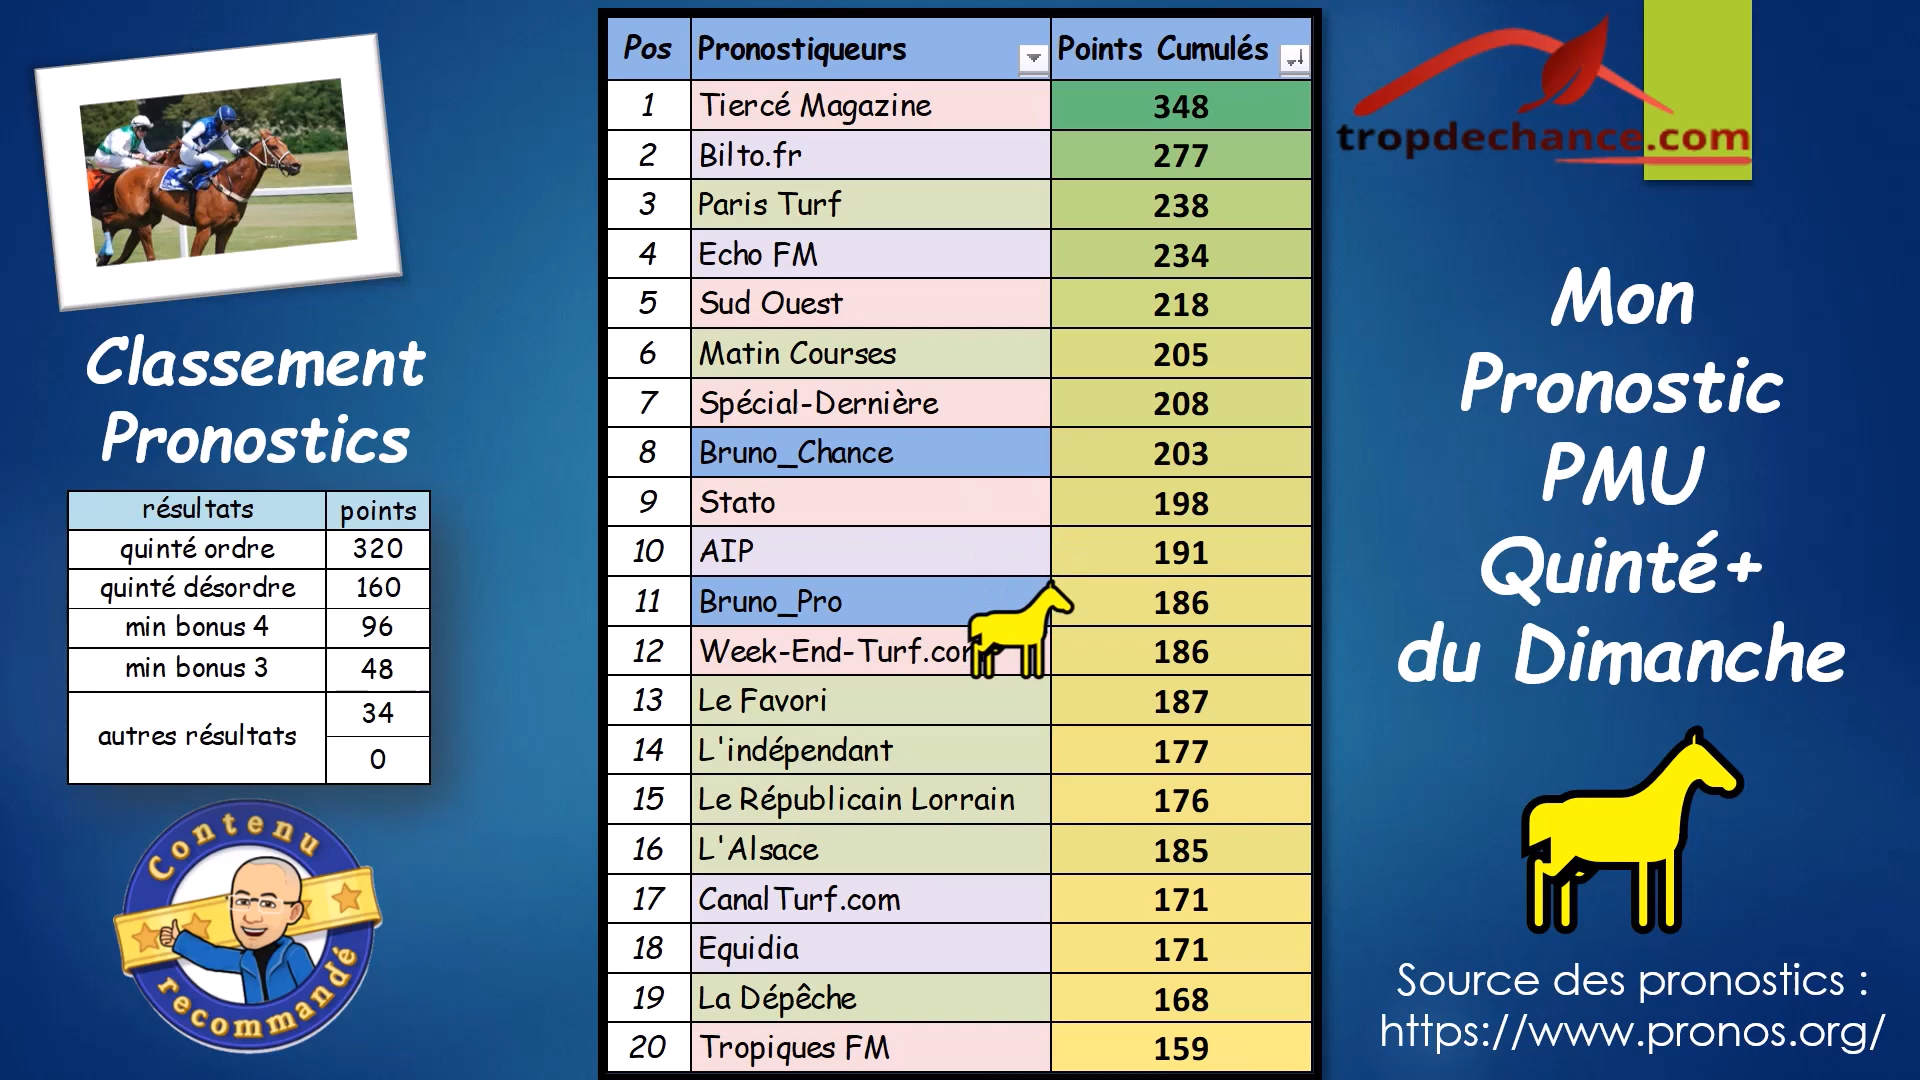 Classement
Pronostics
résultats points
quinté ordre 320
quinté désordre 160
min bonus 4 96
min bonus 3 48
autres résultats 34
0
Contenu
recommandé
Pos Pronostiqueurs Points Cumulés
1 Tiercé Magazine 348
2 Bilto.fr 277
3 Paris Turf 238
4 Echo FM 234
5 Sud Ouest 218
6 Matin Courses 205
7 Spécial-Dernière 208
8 Bruno_Chance 203
9 Stato 198
10 AIP 191
11 Bruno_Pro 186
12 Week-End-Turf.com 186
13 Le Favori 187
14 L'indépendant 177
15 Le Républicain Lorrain 176
16 L'Alsace 185
17 CanalTurf.com 171
18 Equidia 171
19 La Dépêche 168
20 Tropiques FM 159
tropdechance.com
Mon
Pronostic
PMU
Quinté+
du Dimanche
Source des pronostics :
https://www.pronos.org/